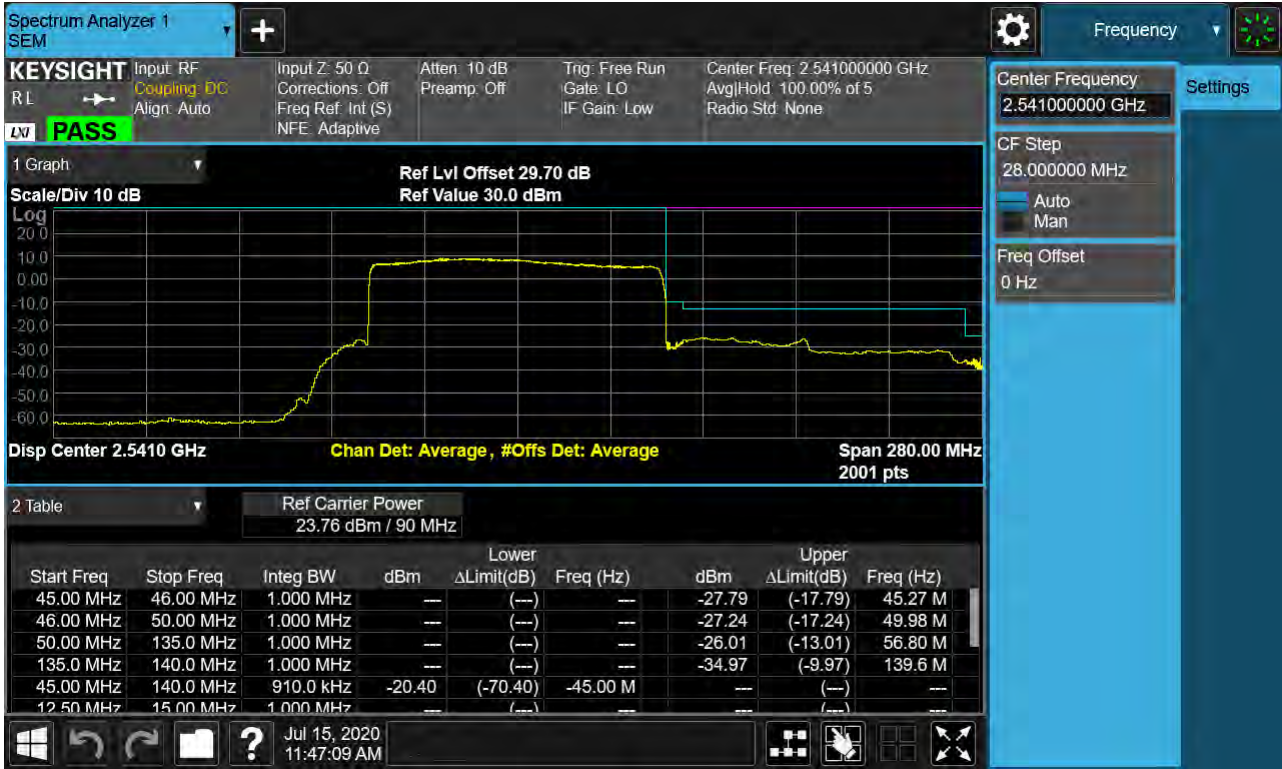 Spectrum Analyzer 1
SEM
Frequency
KEYSIGHT
R L
LXI
PASS
Input: RF
Coupling: DC
Align: Auto
Input Z: 50 Ω
Corrections: Off
Freq Ref: Int (S)
NFE: Adaptive
Atten: 10 dB
Preamp: Off
Trig: Free Run
Gate: LO
IF Gain: Low
Center Freq: 2.541000000 GHz
Avg|Hold: 100.00% of 5
Radio Std: None
Center Frequency
2.541000000 GHz
Settings
CF Step
28.000000 MHz
Auto
Man
Freq Offset
0 Hz
1 Graph
Scale/Div 10 dB
Ref Lvl Offset 29.70 dB
Ref Value 30.0 dBm
Log
20.0
10.0
0.00
-10.0
-20.0
-30.0
-40.0
-50.0
-60.0
Disp Center 2.5410 GHz
Chan Det: Average, #Offs Det: Average
Span 280.00 MHz
2001 pts
2 Table
Ref Carrier Power
23.76 dBm / 90 MHz
Lower Upper
Start Freq Stop Freq Integ BW dBm ΔLimit(dB) Freq (Hz) dBm ΔLimit(dB) Freq (Hz)
45.00 MHz 46.00 MHz 1.000 MHz --- (---) --- -27.79 (-17.79) 45.27 M
46.00 MHz 50.00 MHz 1.000 MHz --- (---) --- -27.24 (-17.24) 49.98 M
50.00 MHz 135.0 MHz 1.000 MHz --- (---) --- -26.01 (-13.01) 56.80 M
135.0 MHz 140.0 MHz 1.000 MHz --- (---) --- -34.97 (-9.97) 139.6 M
45.00 MHz 140.0 MHz 910.0 kHz -20.40 (-70.40) -45.00 M --- (---) ---
12.50 MHz 15.00 MHz 1.000 MHz --- (---) --- --- (---) ---
?
Jul 15, 2020
11:47:09 AM